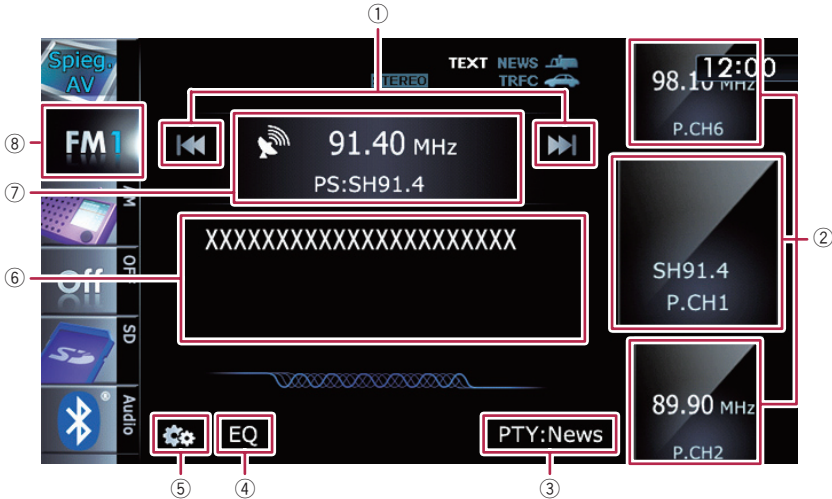 ①
Spieg.
AV
TEXT NEWS
STEREO TRFC
12:00
98.10 MHz
P.CH6
⑧
FM1
91.40 MHz
PS:SH91.4
⑦
②
AM
XXXXXXXXXXXXXXXXXXXXXX
⑥
Off
OFF
SH91.4
P.CH1
SD
SD
Audio
89.90 MHz
P.CH2
EQ
PTY:News
⑤
④
③